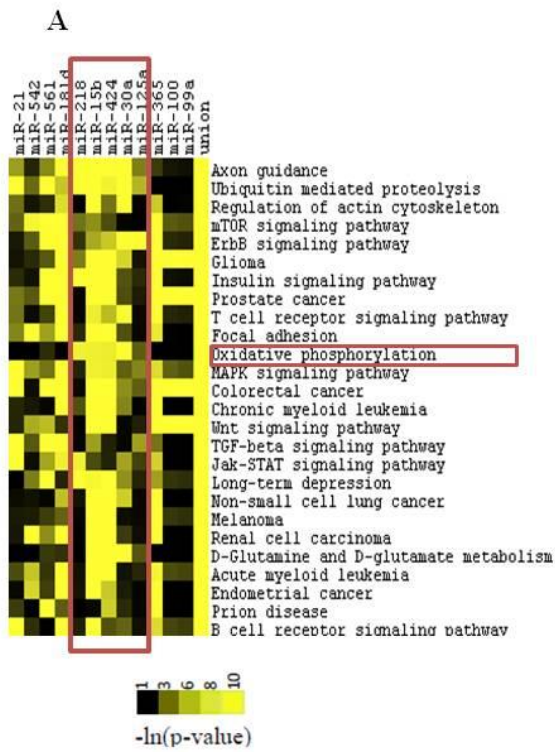 A
miR-21
miR-542
miR-561
miR-181d
miR-218
miR-15b
miR-424
miR-30a
miR-125a
miR-365
miR-100
miR-99a
union
Axon guidance
Ubiquitin mediated proteolysis
Regulation of actin cytoskeleton
mTOR signaling pathway
ErbB signaling pathway
Glioma
Insulin signaling pathway
Prostate cancer
T cell receptor signaling pathway
Focal adhesion
Oxidative phosphorylation
MAPK signaling pathway
Colorectal cancer
Chronic myeloid leukemia
Wnt signaling pathway
TGF-beta signaling pathway
Jak-STAT signaling pathway
Long-term depression
Non-small cell lung cancer
Melanoma
Renal cell carcinoma
D-Glutamine and D-glutamate metabolism
Acute myeloid leukemia
Endometrial cancer
Prion disease
B cell receptor signaling pathway
1 3 6 8 10
-ln(p-value)